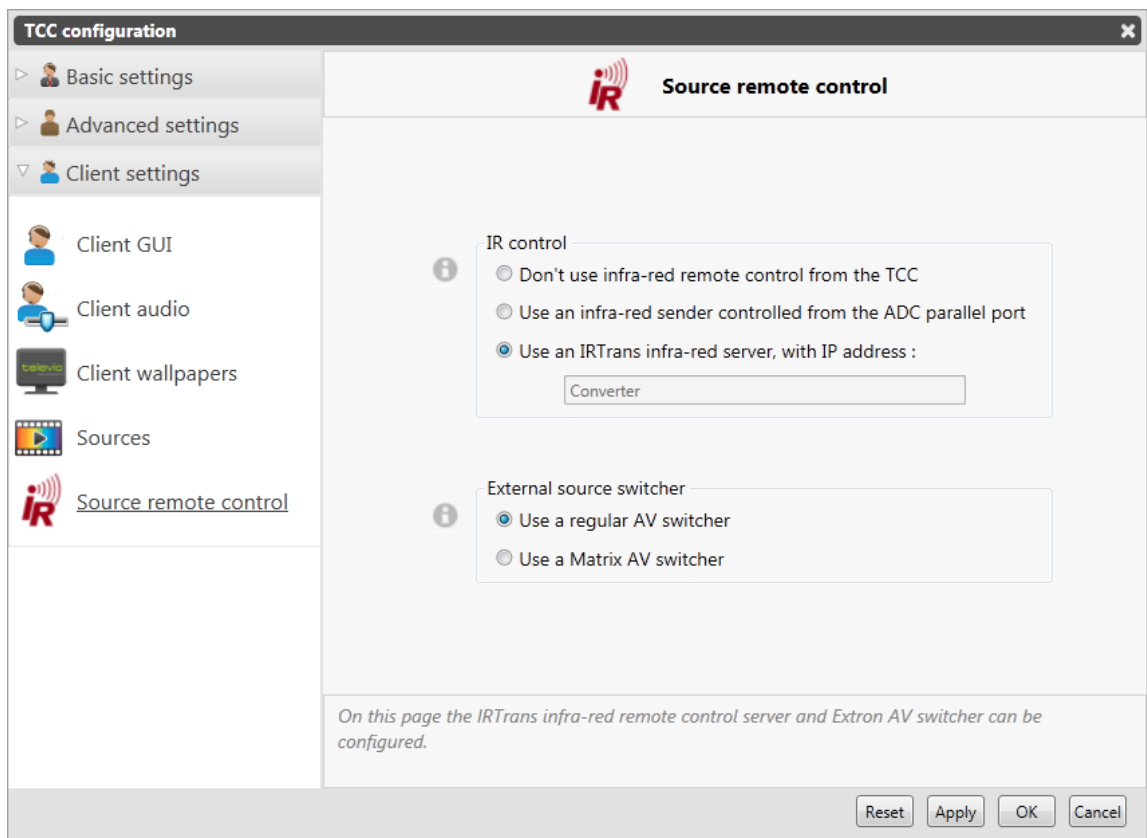 TCC configuration
Basic settings
Advanced settings
Client settings
Client GUI
Client audio
televic
Client wallpapers
Sources
iR
Source remote control
iR
Source remote control
IR control
Don't use infra-red remote control from the TCC
Use an infra-red sender controlled from the ADC parallel port
Use an IRTrans infra-red server, with IP address :
Converter
External source switcher
Use a regular AV switcher
Use a Matrix AV switcher
On this page the IRTrans infra-red remote control server and Extron AV switcher can be
configured.
Reset
Apply
OK
Cancel